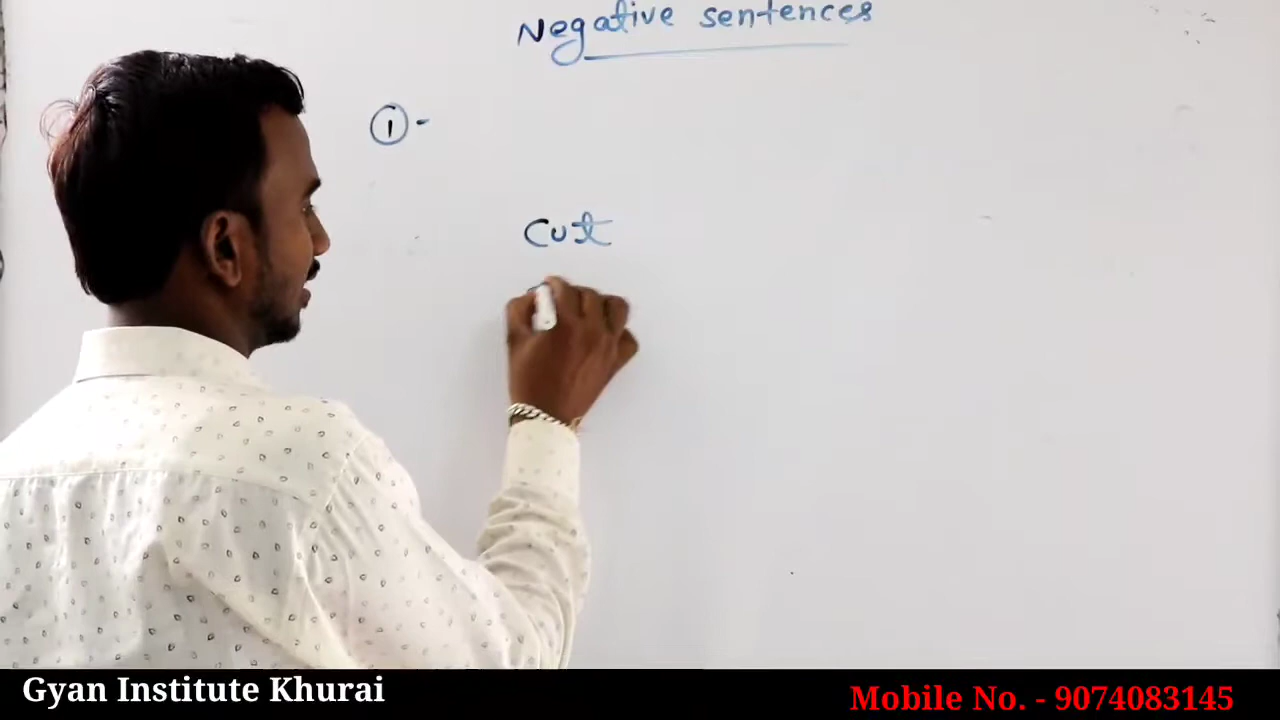 Negative sentences
① -
Cut
Gyan Institute Khurai
Mobile No. - 9074083145